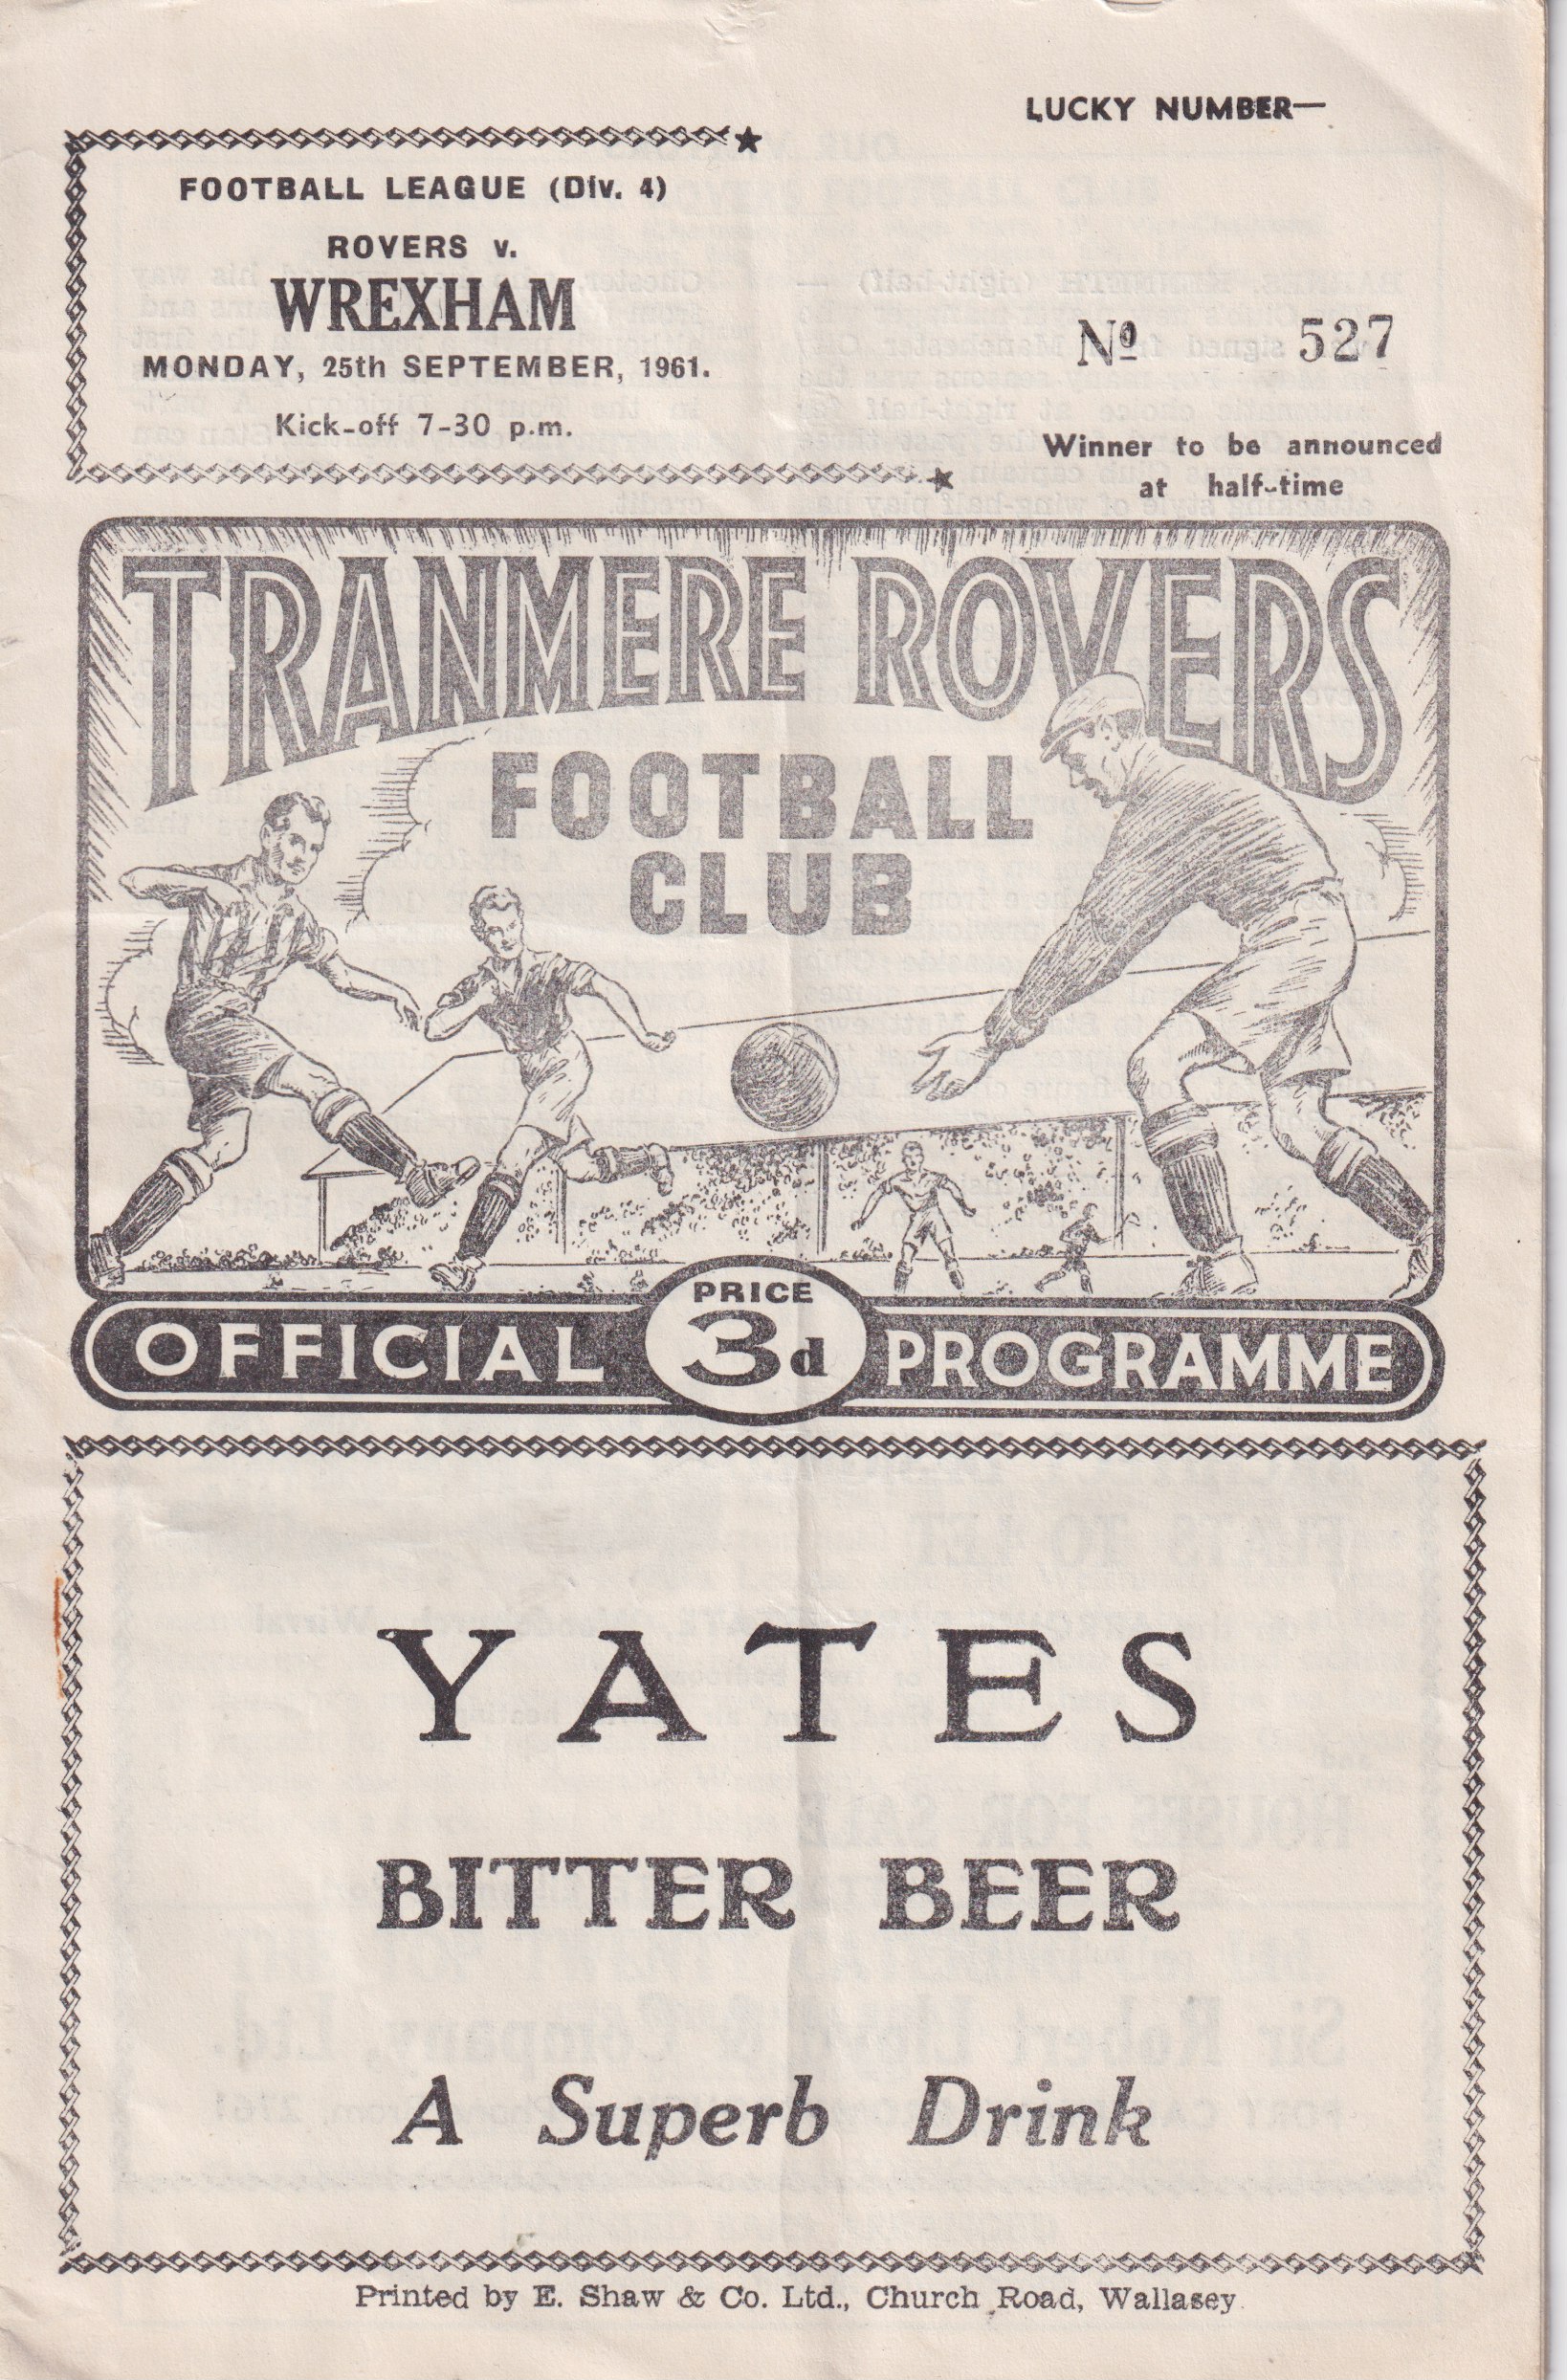 LUCKY NUMBER—
FOOTBALL LEAGUE (Div. 4)
ROVERS v.
WREXHAM
MONDAY, 25th SEPTEMBER, 1961.
Kick-off 7-30 p.m.
Nº 527
Winner to be announced
at half-time
TRANMERE ROVERS
FOOTBALL
CLUB
PRICE
3d
OFFICIAL PROGRAMME
YATES
BITTER BEER
A Superb Drink
Printed by E. Shaw & Co. Ltd., Church Road, Wallasey